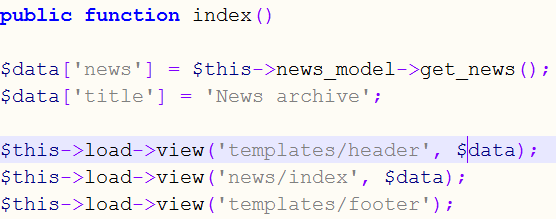 public function index()
$data['news'] = $this->news_model->get_news();
$data['title'] = 'News archive';
$this->load->view('templates/header', $data);
$this->load->view('news/index', $data);
$this->load->view('templates/footer');